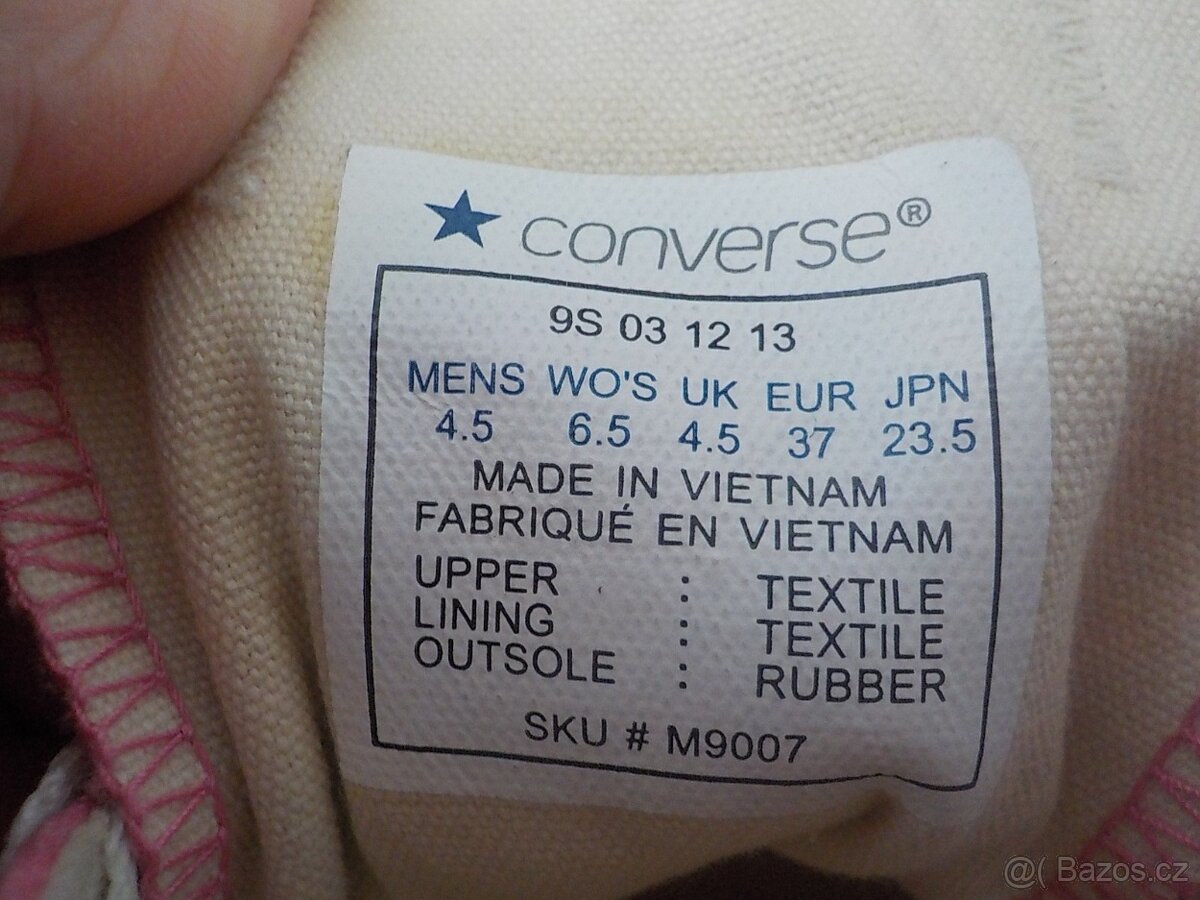 ★ converse®
9S 03 12 13
MENS WO'S UK EUR JPN
4.5 6.5 4.5 37 23.5
MADE IN VIETNAM
FABRIQUÉ EN VIETNAM
UPPER : TEXTILE
LINING : TEXTILE
OUTSOLE : RUBBER
SKU # M9007
@( Bazos.cz